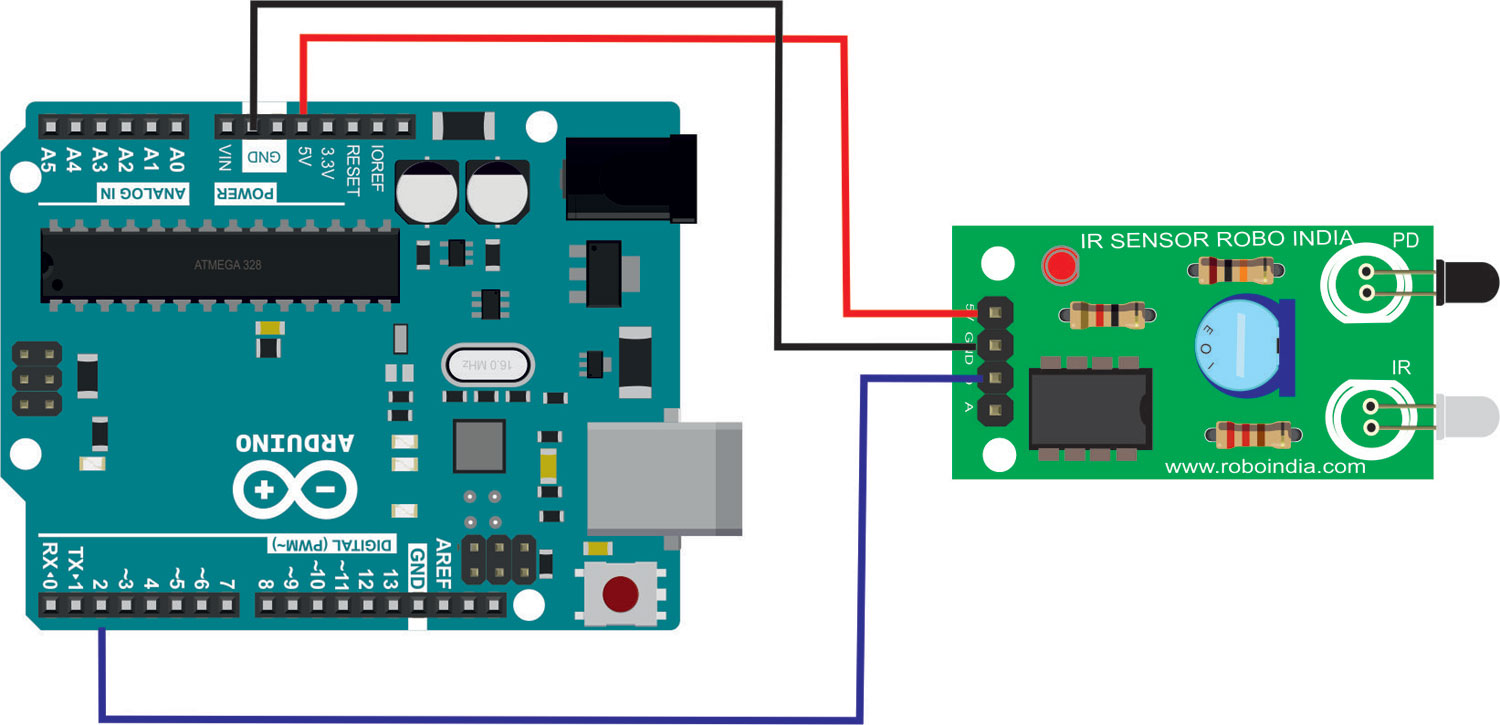 A5
A4
A3
A2
A1
A0
VIN
GND
5V
3.3V
RESET
IOREF
ANALOG IN
POWER
ATMEGA 328
16.0 MHz
ARDUINO
DIGITAL (PWM~)
RX◂0
TX▸1
2
~3
4
~5
~6
7
8
~9
~10
~11
12
13
GND
AREF
IR SENSOR ROBO INDIA
PD
5V
GND
A
IR
www.roboindia.com